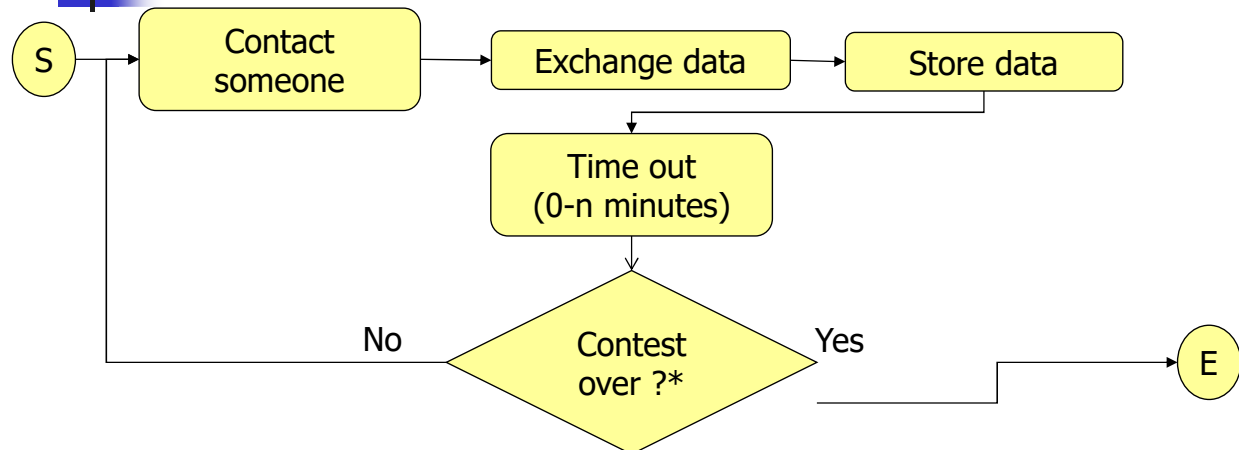 S
Contact
someone
Exchange data
Store data
Time out
(0-n minutes)
No
Contest
over ?*
Yes
E